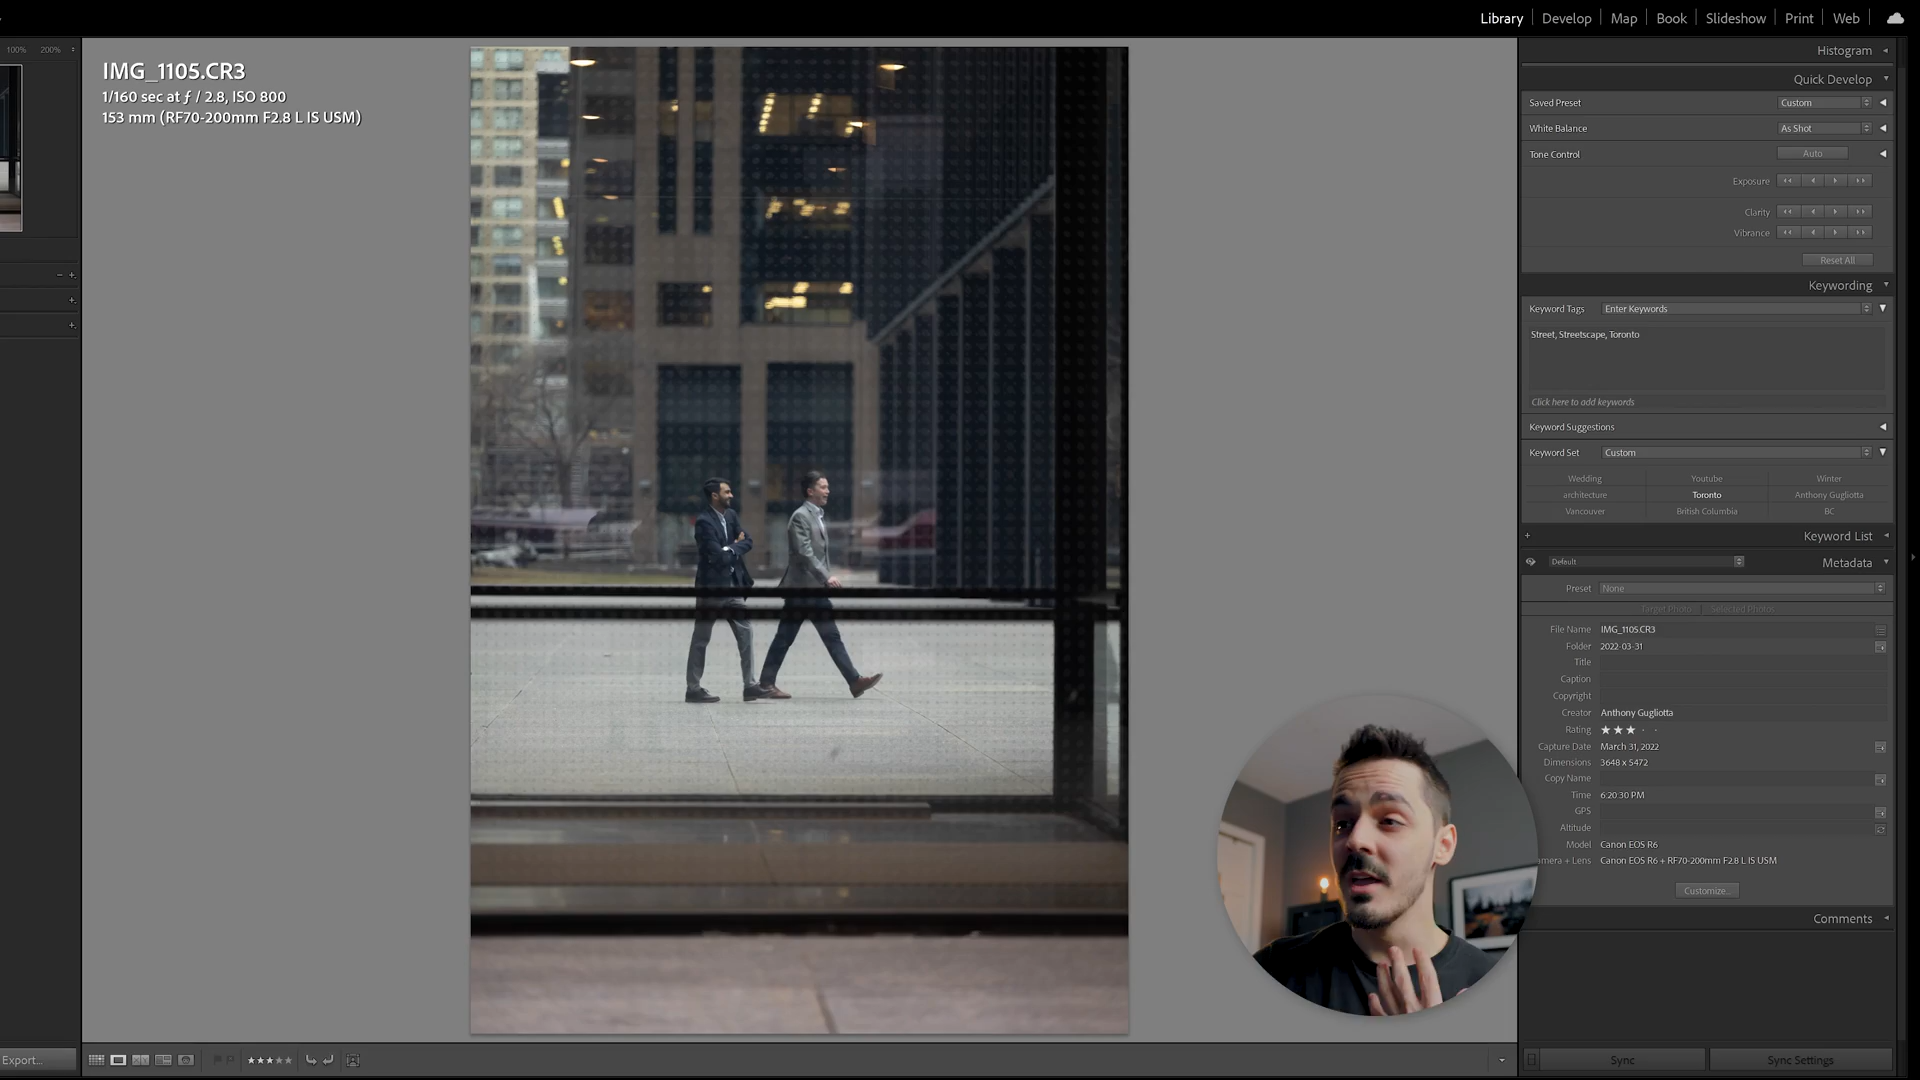 Library Develop Map Book Slideshow Print Web
100% 200%
IMG_1105.CR3
1/160 sec at ƒ / 2.8, ISO 800
153 mm (RF70-200mm F2.8 L IS USM)
Histogram
Quick Develop
Saved Preset Custom
White Balance As Shot
Tone Control Auto
Exposure
Clarity
Vibrance
Reset All
Keywording
Keyword Tags Enter Keywords
Street, Streetscape, Toronto
Click here to add keywords
Keyword Suggestions
Keyword Set Custom
Wedding Youtube Winter
architecture Toronto Anthony Gugliotta
Vancouver British Columbia BC
Keyword List
Default Metadata
Preset None
Target Photo Selected Photos
File Name IMG_1105.CR3
Folder 2022-03-31
Title
Caption
Copyright
Creator Anthony Gugliotta
Rating ★★★
Capture Date March 31, 2022
Dimensions 3648 x 5472
Copy Name
Time 6:20:30 PM
GPS
Altitude
Model Canon EOS R6
mera + Lens Canon EOS R6 + RF70-200mm F2.8 L IS USM
Customize...
Comments
Export...
Sync Sync Settings